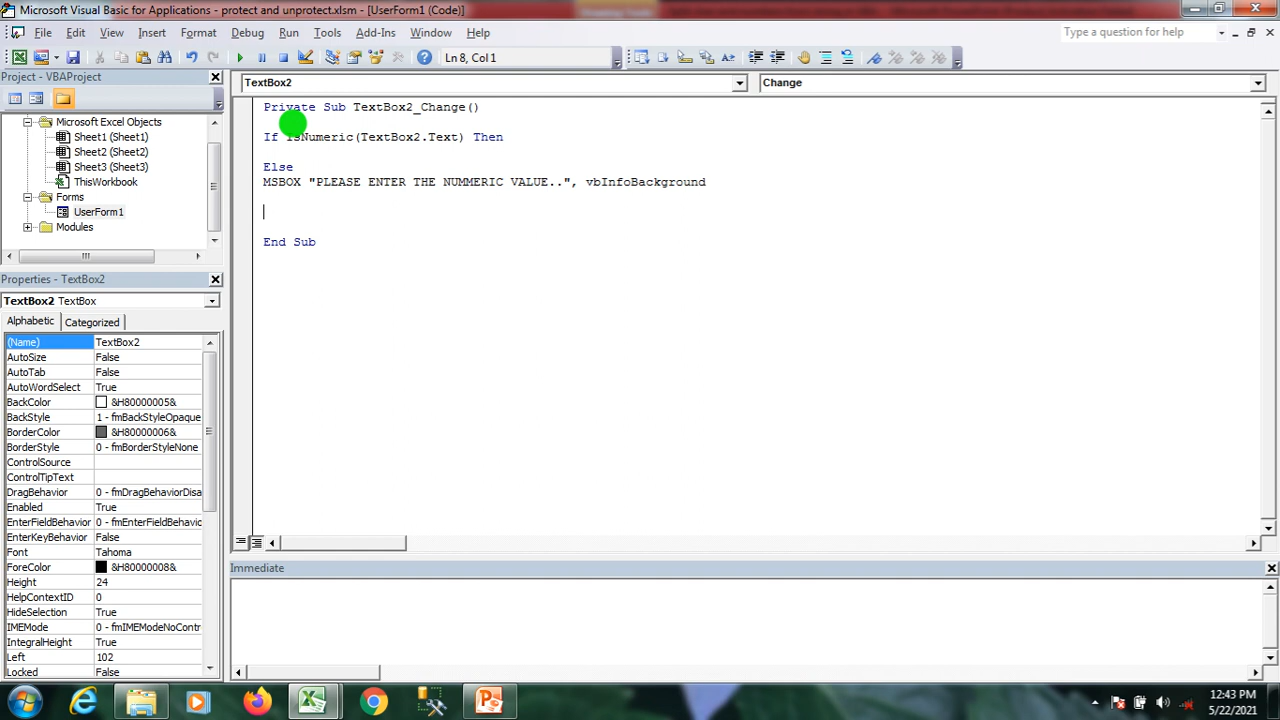 Microsoft Visual Basic for Applications - protect and unprotect.xlsm - [UserForm1 (Code)]
File Edit View Insert Format Debug Run Tools Add-Ins Window Help
Type a question for help
Ln 8, Col 1
Project - VBAProject
TextBox2
Change
Microsoft Excel Objects
Sheet1 (Sheet1)
Sheet2 (Sheet2)
Sheet3 (Sheet3)
ThisWorkbook
Forms
UserForm1
Modules
Private Sub TextBox2_Change()
If IsNumeric(TextBox2.Text) Then
Else
MSBOX "PLEASE ENTER THE NUMMERIC VALUE..", vbInfoBackground
End Sub
Properties - TextBox2
TextBox2 TextBox
Alphabetic Categorized
(Name) TextBox2
AutoSize False
AutoTab False
AutoWordSelect True
BackColor &H80000005&
BackStyle 1 - fmBackStyleOpaque
BorderColor &H80000006&
BorderStyle 0 - fmBorderStyleNone
ControlSource
ControlTipText
DragBehavior 0 - fmDragBehaviorDisa
Enabled True
EnterFieldBehavior 0 - fmEnterFieldBehavic
EnterKeyBehavior False
Font Tahoma
ForeColor &H80000008&
Height 24
HelpContextID 0
HideSelection True
IMEMode 0 - fmIMEModeNoContr
IntegralHeight True
Left 102
Locked False
Immediate
12:43 PM
5/22/2021